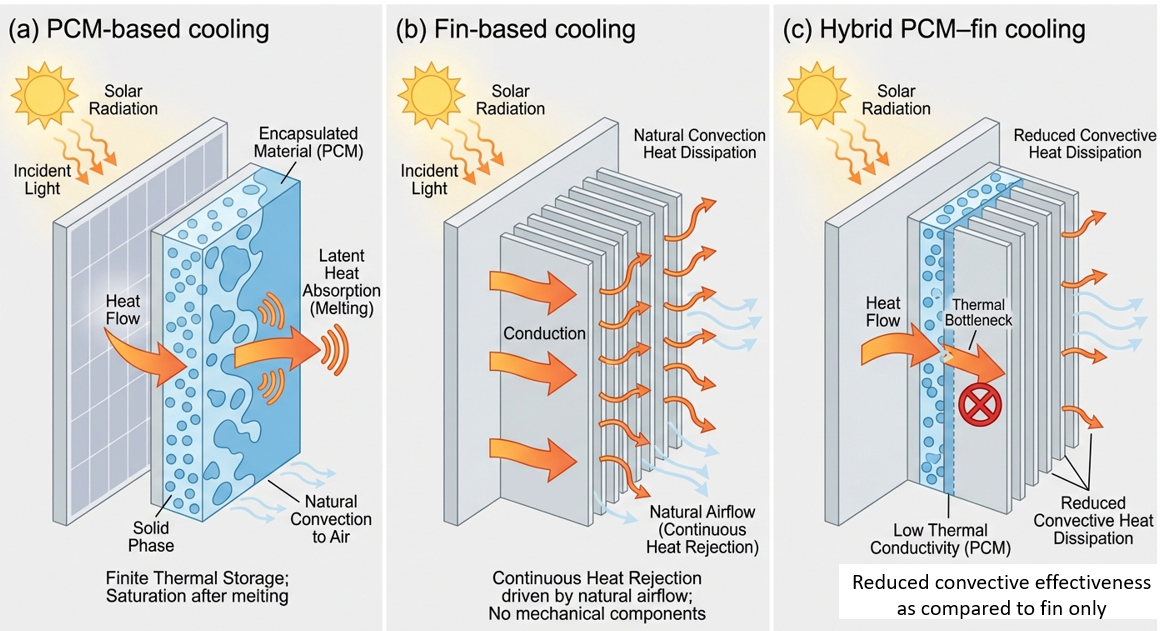 (a) PCM-based cooling
Solar
Radiation
Encapsulated
Material (PCM)
Incident
Light
Latent
Heat
Absorption
(Melting)
Heat
Flow
Solid
Phase
Natural
Convection
to Air
Finite Thermal Storage;
Saturation after melting
(b) Fin-based cooling
Solar
Radiation
Natural Convection
Heat Dissipation
Incident
Light
Conduction
Natural Airflow
(Continuous
Heat Rejection)
Continuous Heat Rejection
driven by natural airflow;
No mechanical components
(c) Hybrid PCM–fin cooling
Solar
Radiation
Reduced Convective
Heat Dissipation
Heat
Flow
Thermal
Bottleneck
Low Thermal
Conductivity (PCM)
Reduced
Convective Heat
Dissipation
Reduced convective effectiveness
as compared to fin only